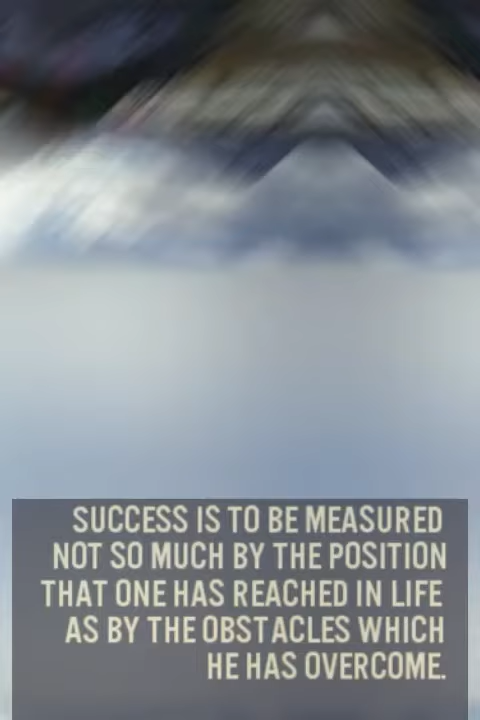 SUCCESS IS TO BE MEASURED
NOT SO MUCH BY THE POSITION
THAT ONE HAS REACHED IN LIFE
AS BY THE OBSTACLES WHICH
HE HAS OVERCOME.